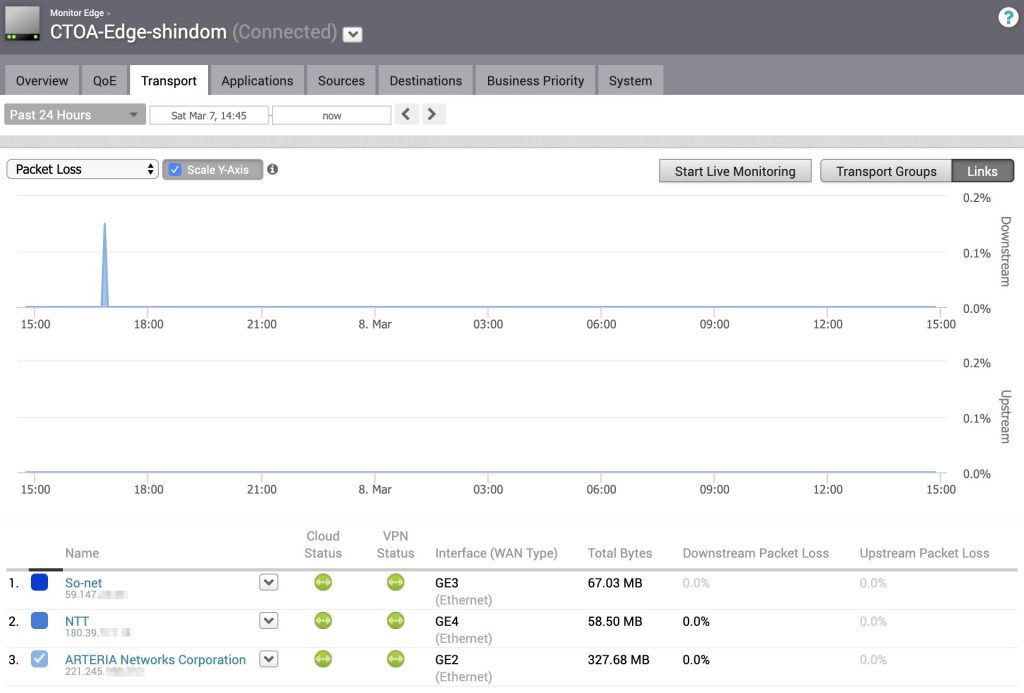 Monitor Edge >
CTOA-Edge-shindom (Connected)
?
Overview QoE Transport Applications Sources Destinations Business Priority System
Past 24 Hours Sat Mar 7, 14:45 - now
Packet Loss Scale Y-Axis Start Live Monitoring Transport Groups Links
0.2%
0.1%
0.0%
Downstream
15:00 18:00 21:00 8. Mar 03:00 06:00 09:00 12:00 15:00
0.2%
0.1%
0.0%
Upstream
15:00 18:00 21:00 8. Mar 03:00 06:00 09:00 12:00 15:00
Name Cloud Status VPN Status Interface (WAN Type) Total Bytes Downstream Packet Loss Upstream Packet Loss
1. So-net GE3 67.03 MB 0.0% 0.0%
59.147.
(Ethernet)
2. NTT GE4 58.50 MB 0.0% 0.0%
180.39.
(Ethernet)
3. ARTERIA Networks Corporation GE2 327.68 MB 0.0% 0.0%
221.245.
(Ethernet)